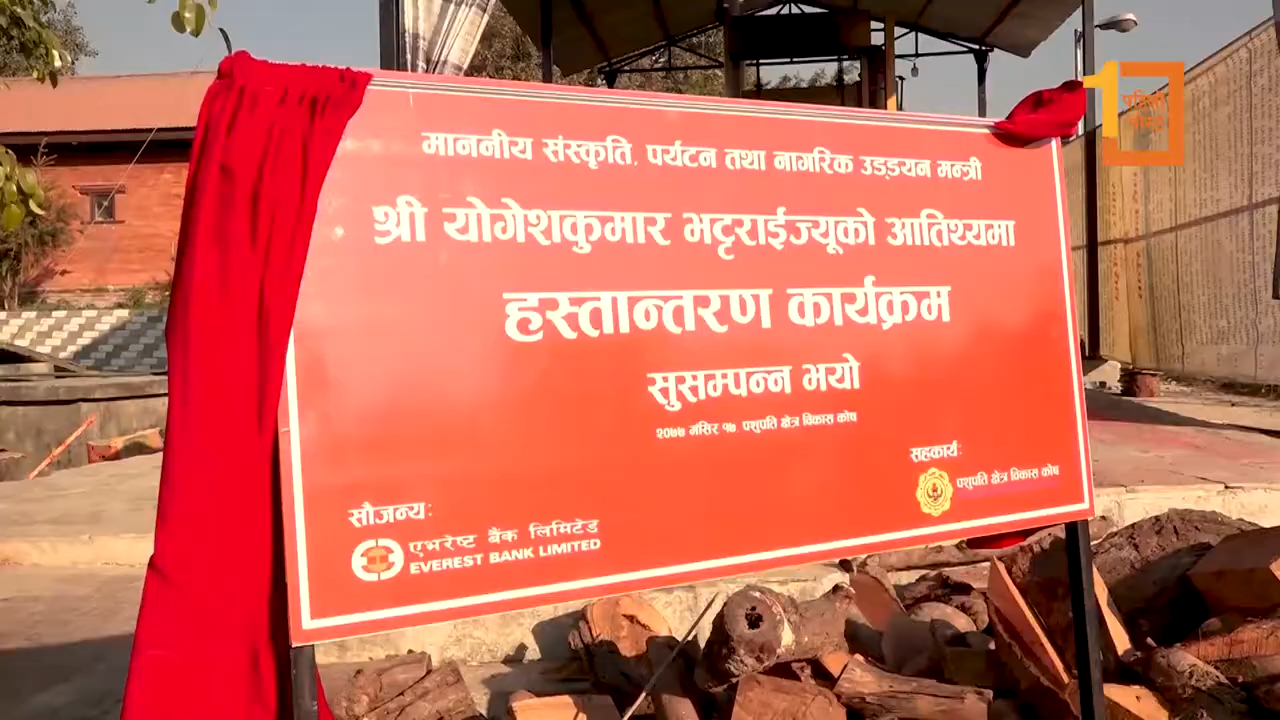 माननीय संस्कृति, पर्यटन तथा नागरिक उड्डयन मन्त्री
श्री योगेशकुमार भट्टराईज्यूको आतिथ्यमा
हस्तान्तरण कार्यक्रम
सुसम्पन्न भयो
२०७७ मंसिर १७, पशुपति क्षेत्र विकास कोष
सहकार्यः
पशुपति क्षेत्र विकास कोष
सौजन्यः
एभरेष्ट बैंक लिमिटेड
EVEREST BANK LIMITED